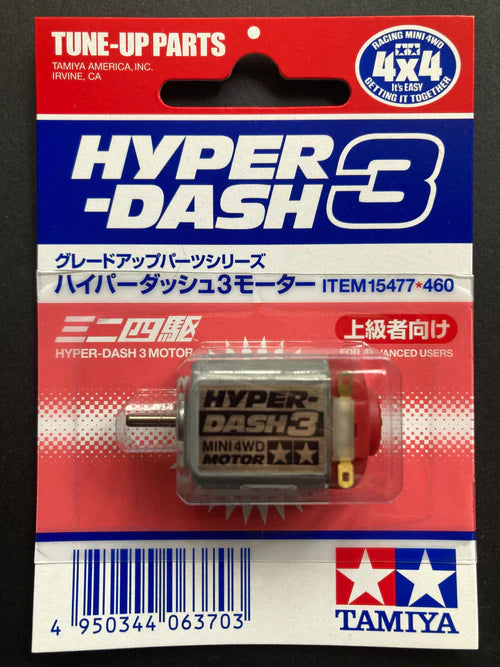 TUNE-UP PARTS
TAMIYA AMERICA, INC.
IRVINE, CA
RACING MINI 4WD
4x4
It's EASY
GETTING IT TOGETHER
HYPER
-DASH3
グレードアップパーツシリーズ
ハイパーダッシュ3モーター ITEM15477*460
ミニ四駆
HYPER-DASH 3 MOTOR
上級者向け
FOR ADVANCED USERS
HYPER-
DASH3
MINI4WD
MOTOR
4 950344 063703
TAMIYA